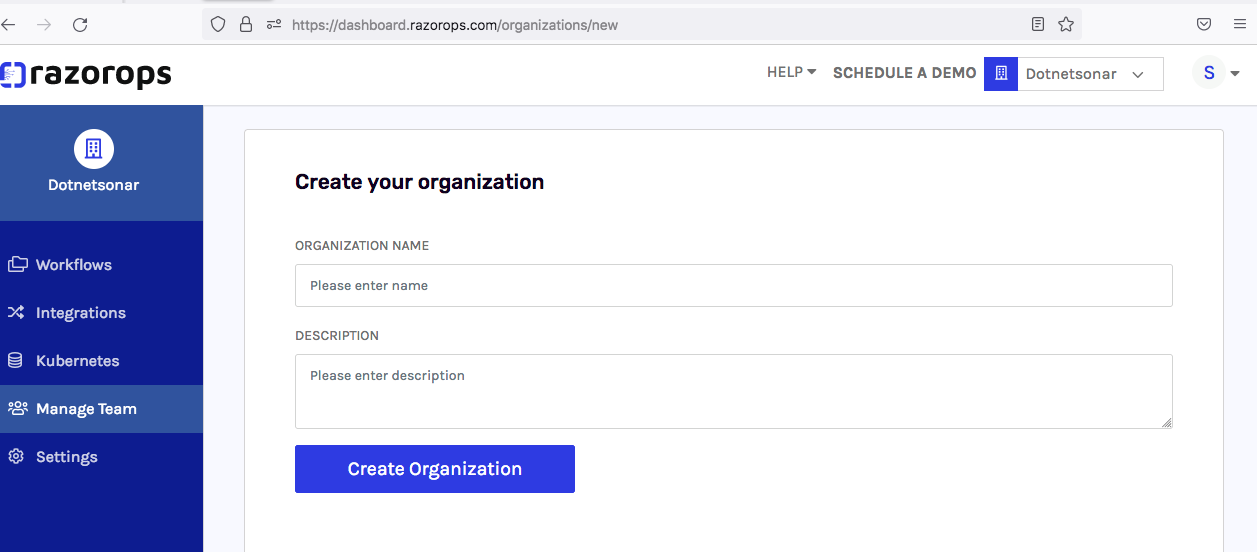 https://dashboard.razorops.com/organizations/new
razorops
HELP
SCHEDULE A DEMO
Dotnetsonar
S
Dotnetsonar
Workflows
Integrations
Kubernetes
Manage Team
Settings
Create your organization
ORGANIZATION NAME
Please enter name
DESCRIPTION
Please enter description
Create Organization